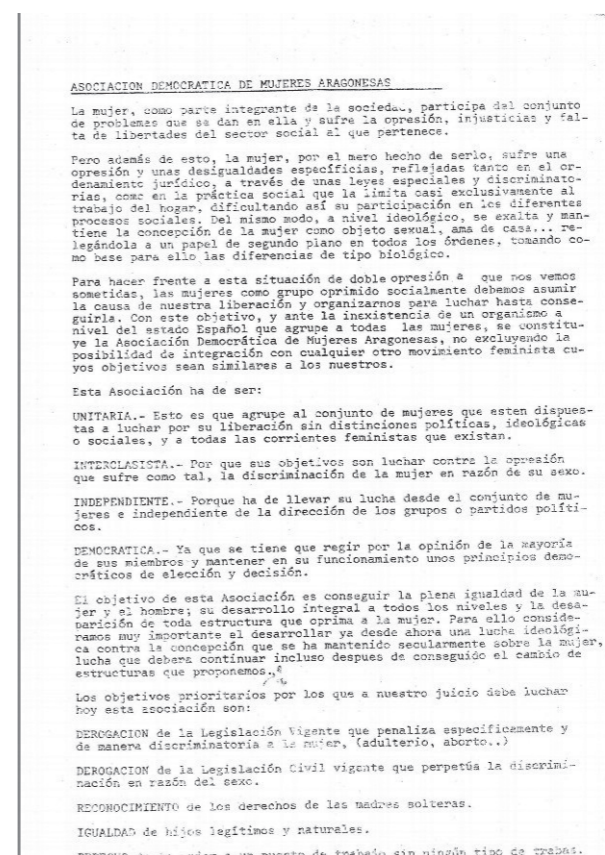 ASOCIACION DEMOCRATICA DE MUJERES ARAGONESAS
La mujer, como parte integrante de la sociedad, participa del conjunto
de problemas que se dan en ella y sufre la opresión, injusticias y fal-
ta de libertades del sector social al que pertenece.
Pero además de esto, la mujer, por el mero hecho de serlo, sufre una
opresión y unas desigualdades específicias, reflejadas tanto en el or-
denamiento jurídico, a través de unas leyes especiales y discriminato-
rias, como en la práctica social que la limita casi exclusivamente al
trabajo del hogar, dificultando así su participación en los diferentes
procesos sociales. Del mismo modo, a nivel ideológico, se exalta y man-
tiene la concepción de la mujer como objeto sexual, ama de casa... re-
legándola a un papel de segundo plano en todos los órdenes, tomando co-
mo base para ello las diferencias de tipo biológico.
Para hacer frente a esta situación de doble opresión a que nos vemos
sometidas, las mujeres como grupo oprimido socialmente debemos asumir
la causa de nuestra liberación y organizarnos para luchar hasta conse-
guirla. Con este objetivo, y ante la inexistencia de un organismo a
nivel del estado Español que agrupe a todas las mujeres, se constitu-
ye la Asociación Democrática de Mujeres Aragonesas, no excluyendo la
posibilidad de integración con cualquier otro movimiento feminista cu-
yos objetivos sean similares a los nuestros.
Esta Asociación ha de ser:
UNITARIA.- Esto es que agrupe al conjunto de mujeres que esten dispues-
tas a luchar por su liberación sin distinciones políticas, ideológicas
o sociales, y a todas las corrientes feministas que existan.
INTERCLASISTA.- Por que sus objetivos son luchar contra la opresión
que sufre como tal, la discriminación de la mujer en razón de su sexo.
INDEPENDIENTE.- Porque ha de llevar su lucha desde el conjunto de mu-
jeres e independiente de la dirección de los grupos o partidos políti-
cos.
DEMOCRATICA.- Ya que se tiene que regir por la opinión de la mayoría
de sus miembros y mantener en su funcionamiento unos principios demo-
cráticos de elección y decisión.
El objetivo de esta Asociación es conseguir la plena igualdad de la mu-
jer y el hombre; su desarrollo integral a todos los niveles y la desa-
parición de toda estructura que oprima a la mujer. Para ello conside-
ramos muy importante el desarrollar ya desde ahora una lucha ideológi-
ca contra la concepción que se ha mantenido secularmente sobre la mujer,
lucha que debera continuar incluso despues de conseguido el cambio de
estructuras que proponemos.
Los objetivos prioritarios por los que a nuestro juicio debe luchar
hoy esta asociación son:
DEROGACION de la Legislación Vigente que penaliza especificamente y
de manera discriminatoria a la mujer, (adulterio, aborto..)
DEROGACION de la Legislación Civil vigente que perpetúa la discrimi-
nación en razón del sexo.
RECONOCIMIENTO de los derechos de las madres solteras.
IGUALDAD de hijos legítimos y naturales.
a un puesto de trabajo sin ningún tipo de trabas.